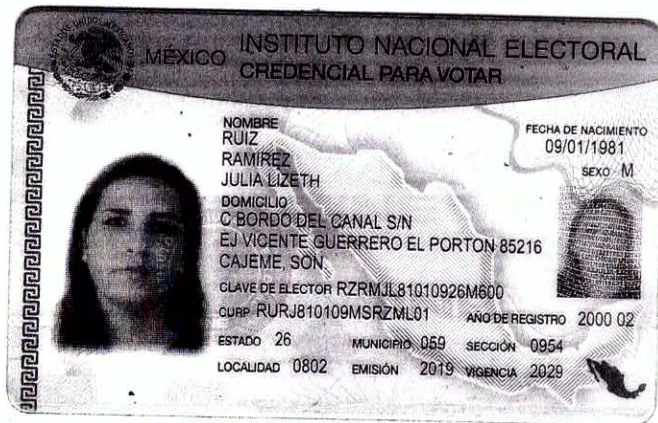 MÉXICO INSTITUTO NACIONAL ELECTORAL
CREDENCIAL PARA VOTAR
NOMBRE
RUIZ
RAMIREZ
JULIA LIZETH
FECHA DE NACIMIENTO
09/01/1981
SEXO M
DOMICILIO
C BORDO DEL CANAL S/N
EJ VICENTE GUERRERO EL PORTON 85216
CAJEME, SON.
CLAVE DE ELECTOR RZRMJL81010926M600
CURP RURJ810109MSRZML01 AÑO DE REGISTRO 2000 02
ESTADO 26 MUNICIPIO 059 SECCIÓN 0954
LOCALIDAD 0802 EMISIÓN 2019 VIGENCIA 2029